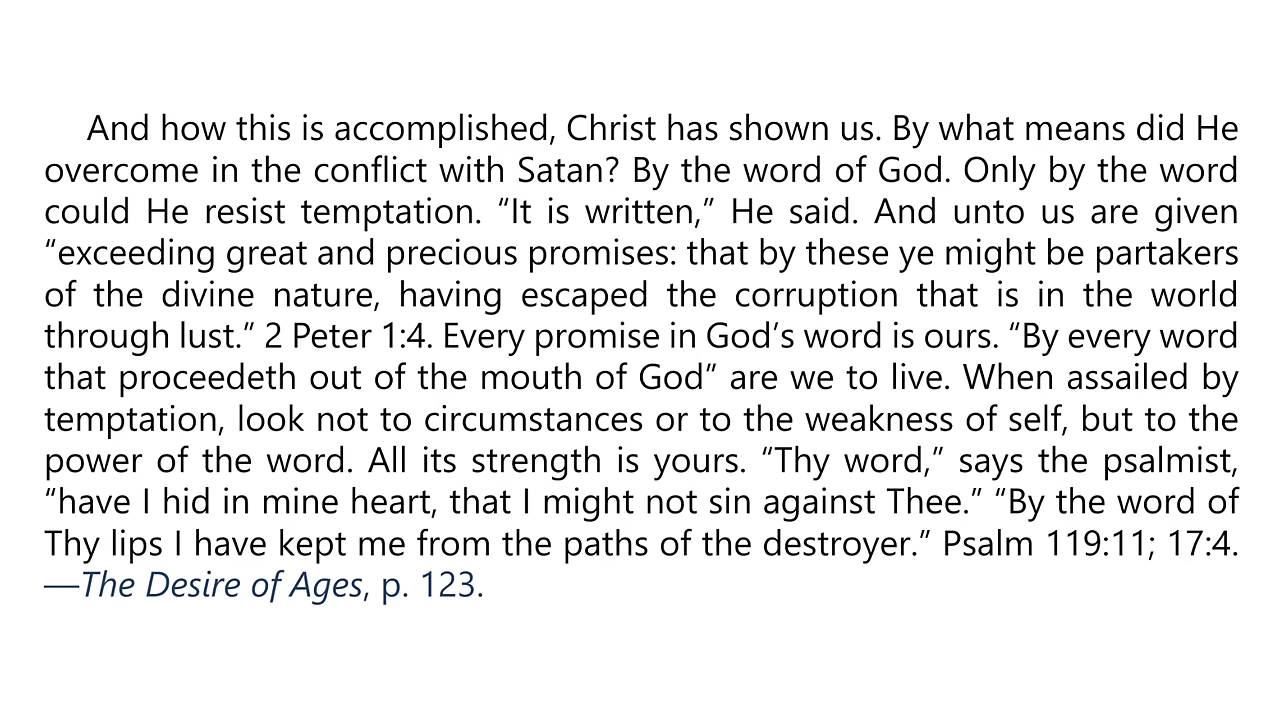 And how this is accomplished, Christ has shown us. By what means did He
overcome in the conflict with Satan? By the word of God. Only by the word
could He resist temptation. “It is written,” He said. And unto us are given
“exceeding great and precious promises: that by these ye might be partakers
of the divine nature, having escaped the corruption that is in the world
through lust.” 2 Peter 1:4. Every promise in God’s word is ours. “By every word
that proceedeth out of the mouth of God” are we to live. When assailed by
temptation, look not to circumstances or to the weakness of self, but to the
power of the word. All its strength is yours. “Thy word,” says the psalmist,
“have I hid in mine heart, that I might not sin against Thee.” “By the word of
Thy lips I have kept me from the paths of the destroyer.” Psalm 119:11; 17:4.
—The Desire of Ages, p. 123.